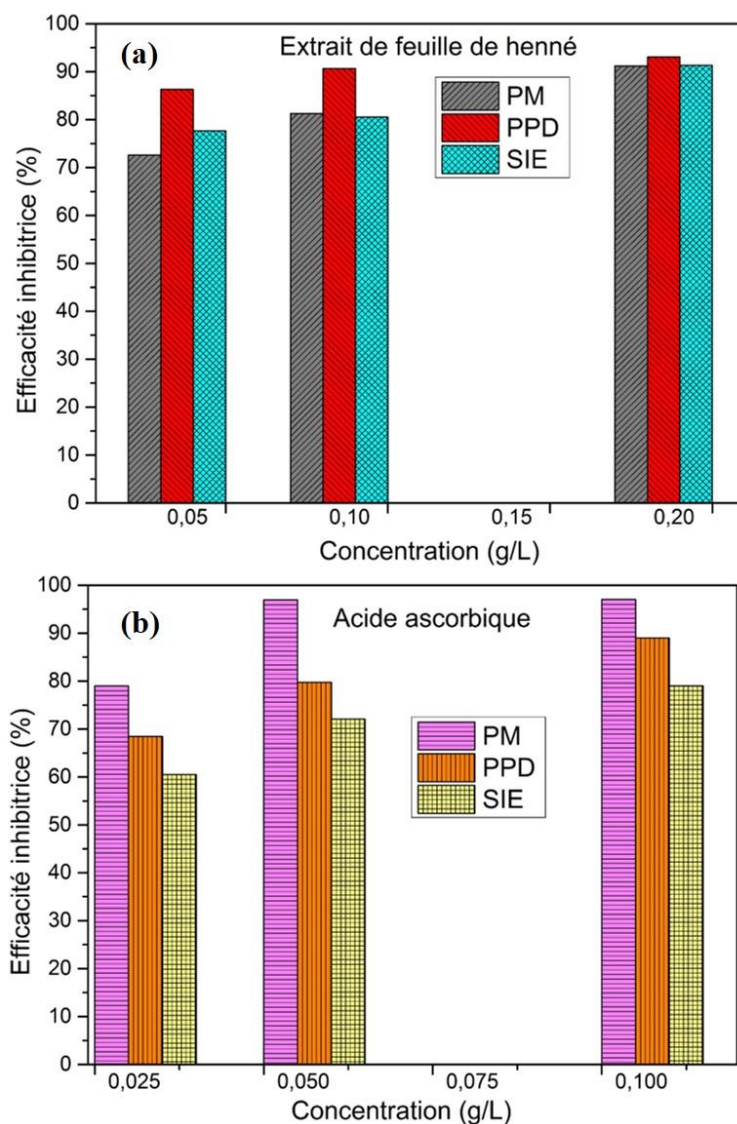 (a)
Extrait de feuille de henné
PM
PPD
SIE
Efficacité inhibitrice (%)
100
90
80
70
60
50
40
30
20
10
0
0,05 0,10 0,15 0,20
Concentration (g/L)
(b)
Acide ascorbique
PM
PPD
SIE
Efficacité inhibitrice (%)
100
90
80
70
60
50
40
30
20
10
0
0,025 0,050 0,075 0,100
Concentration (g/L)